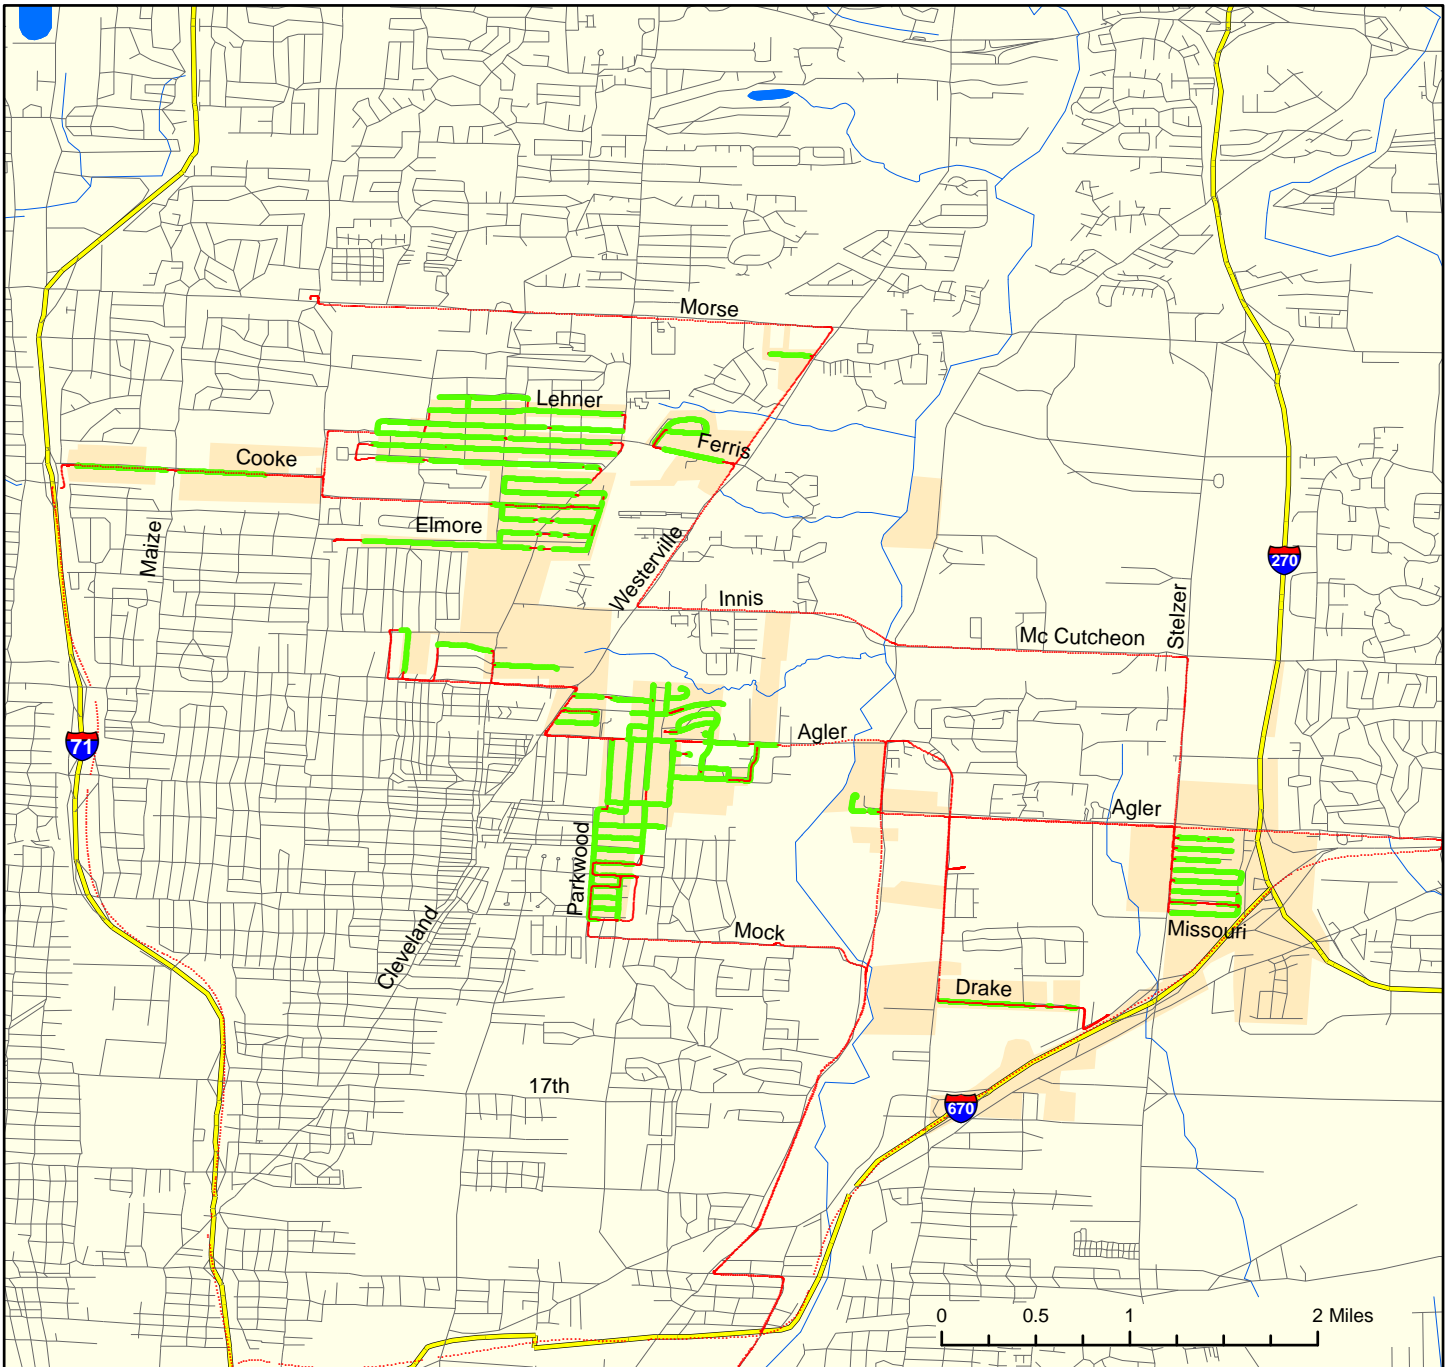 Morse
Lehner
Ferris
Cooke
Elmore
Maize
Westerville
270
Innis
Stelzer
Mc Cutcheon
71
Agler
Agler
Parkwood
Cleveland
Mock
Missouri
Drake
17th
670
0 0.5 1 2 Miles